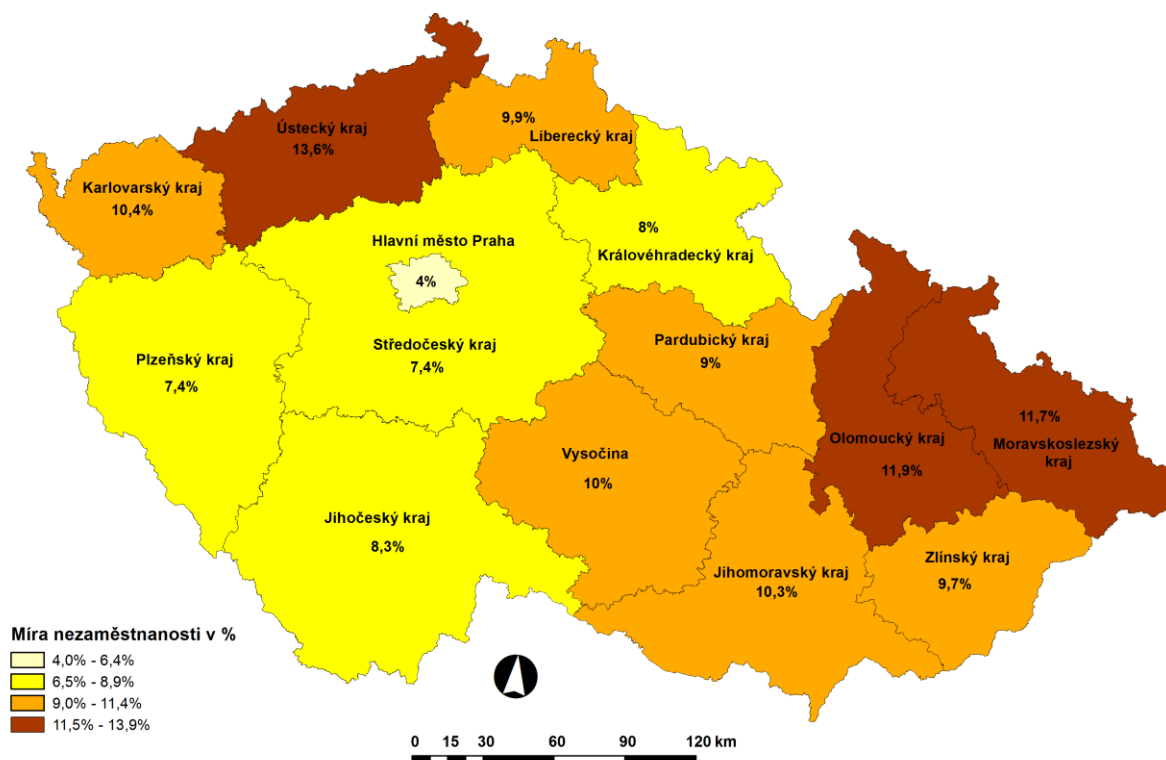 Ústecký kraj
13,6%
9,9%
Liberecký kraj
Karlovarský kraj
10,4%
Hlavní město Praha
4%
8%
Královéhradecký kraj
Plzeňský kraj
7,4%
Středočeský kraj
7,4%
Pardubický kraj
9%
Olomoucký kraj
11,9%
11,7%
Moravskoslezský
kraj
Vysočina
10%
Jihočeský kraj
8,3%
Jihomoravský kraj
10,3%
Zlínský kraj
9,7%
Míra nezaměstnanosti v %
4,0% - 6,4%
6,5% - 8,9%
9,0% - 11,4%
11,5% - 13,9%
0 15 30 60 90 120 km